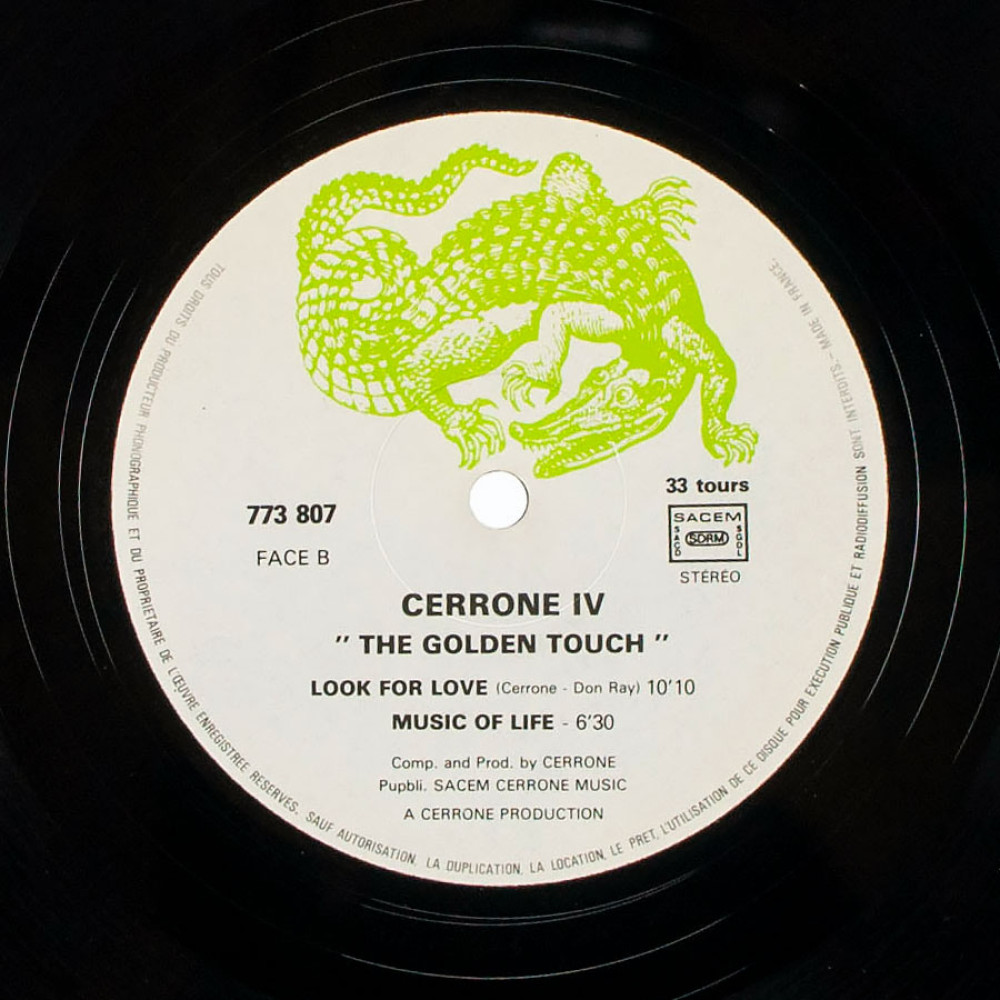 33 tours
773 807
SACEM
SACD
SDRM
SGDL
FACE B
STÉRÉO
CERRONE IV
" THE GOLDEN TOUCH "
LOOK FOR LOVE (Cerrone - Don Ray) 10'10
MUSIC OF LIFE - 6'30
Comp. and Prod. by CERRONE
Pupbli. SACEM CERRONE MUSIC
A CERRONE PRODUCTION
TOUS DROITS DU PRODUCTEUR PHONOGRAPHIQUE ET DU PROPRIETAIRE DE L'ŒUVRE ENREGISTREE RESERVES. SAUF AUTORISATION, LA DUPLICATION, LA LOCATION, LE PRET, L'UTILISATION DE CE DISQUE POUR EXECUTION PUBLIQUE ET RADIODIFFUSION SONT INTERDITS. - MADE IN FRANCE.